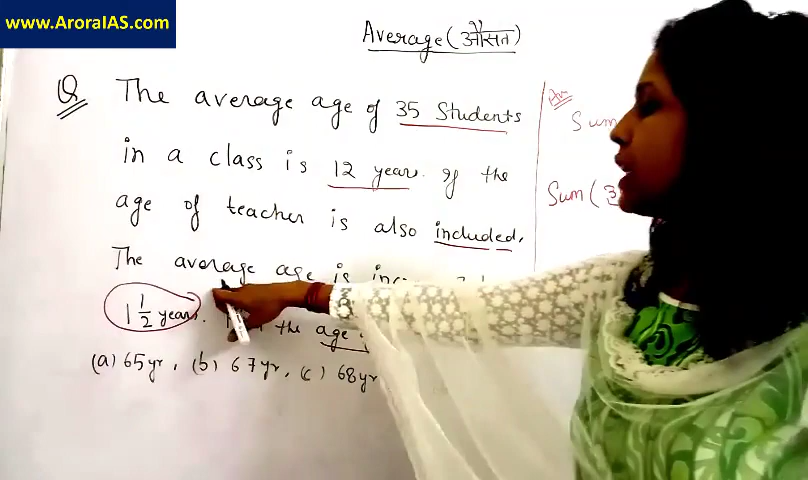 www.AroraIAS.com
Average (औसत)
Q The average age of 35 Students
in a class is 12 years. If the
age of teacher is also included,
The average age is
1 1/2 years. the age
(a) 65 yr, (b) 67 yr, (c) 68 yr
Ans
Sum
Sum (3